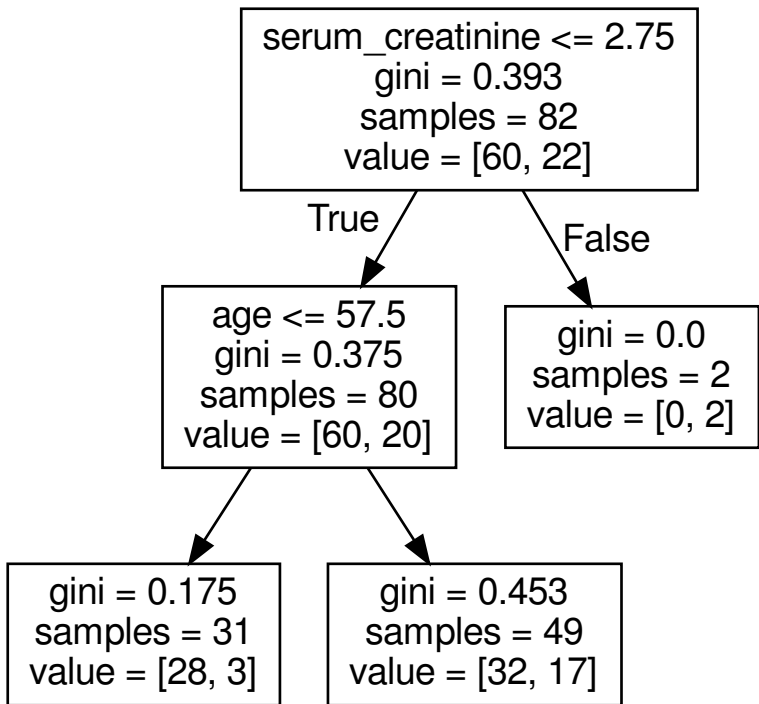 serum_creatinine <= 2.75
gini = 0.393
samples = 82
value = [60, 22]
True
False
age <= 57.5
gini = 0.375
samples = 80
value = [60, 20]
gini = 0.0
samples = 2
value = [0, 2]
gini = 0.175
samples = 31
value = [28, 3]
gini = 0.453
samples = 49
value = [32, 17]